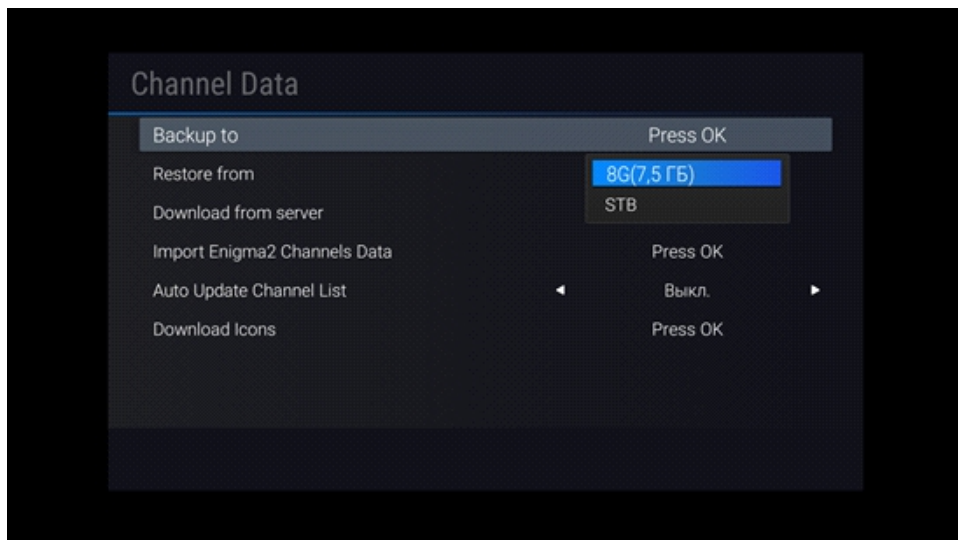 Channel Data
Backup to Press OK
Restore from 8G(7,5 ГБ)
Download from server STB
Import Enigma2 Channels Data Press OK
Auto Update Channel List Выкл.
Download Icons Press OK